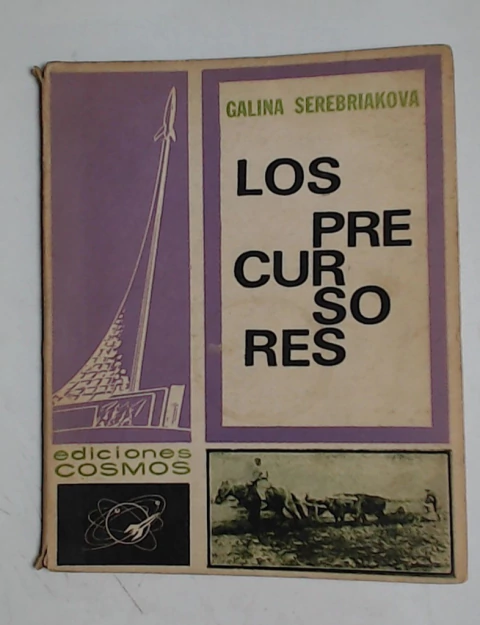 GALINA SEREBRIAKOVA
LOS
PRE
CUR
SO
RES
ediciones
COSMOS